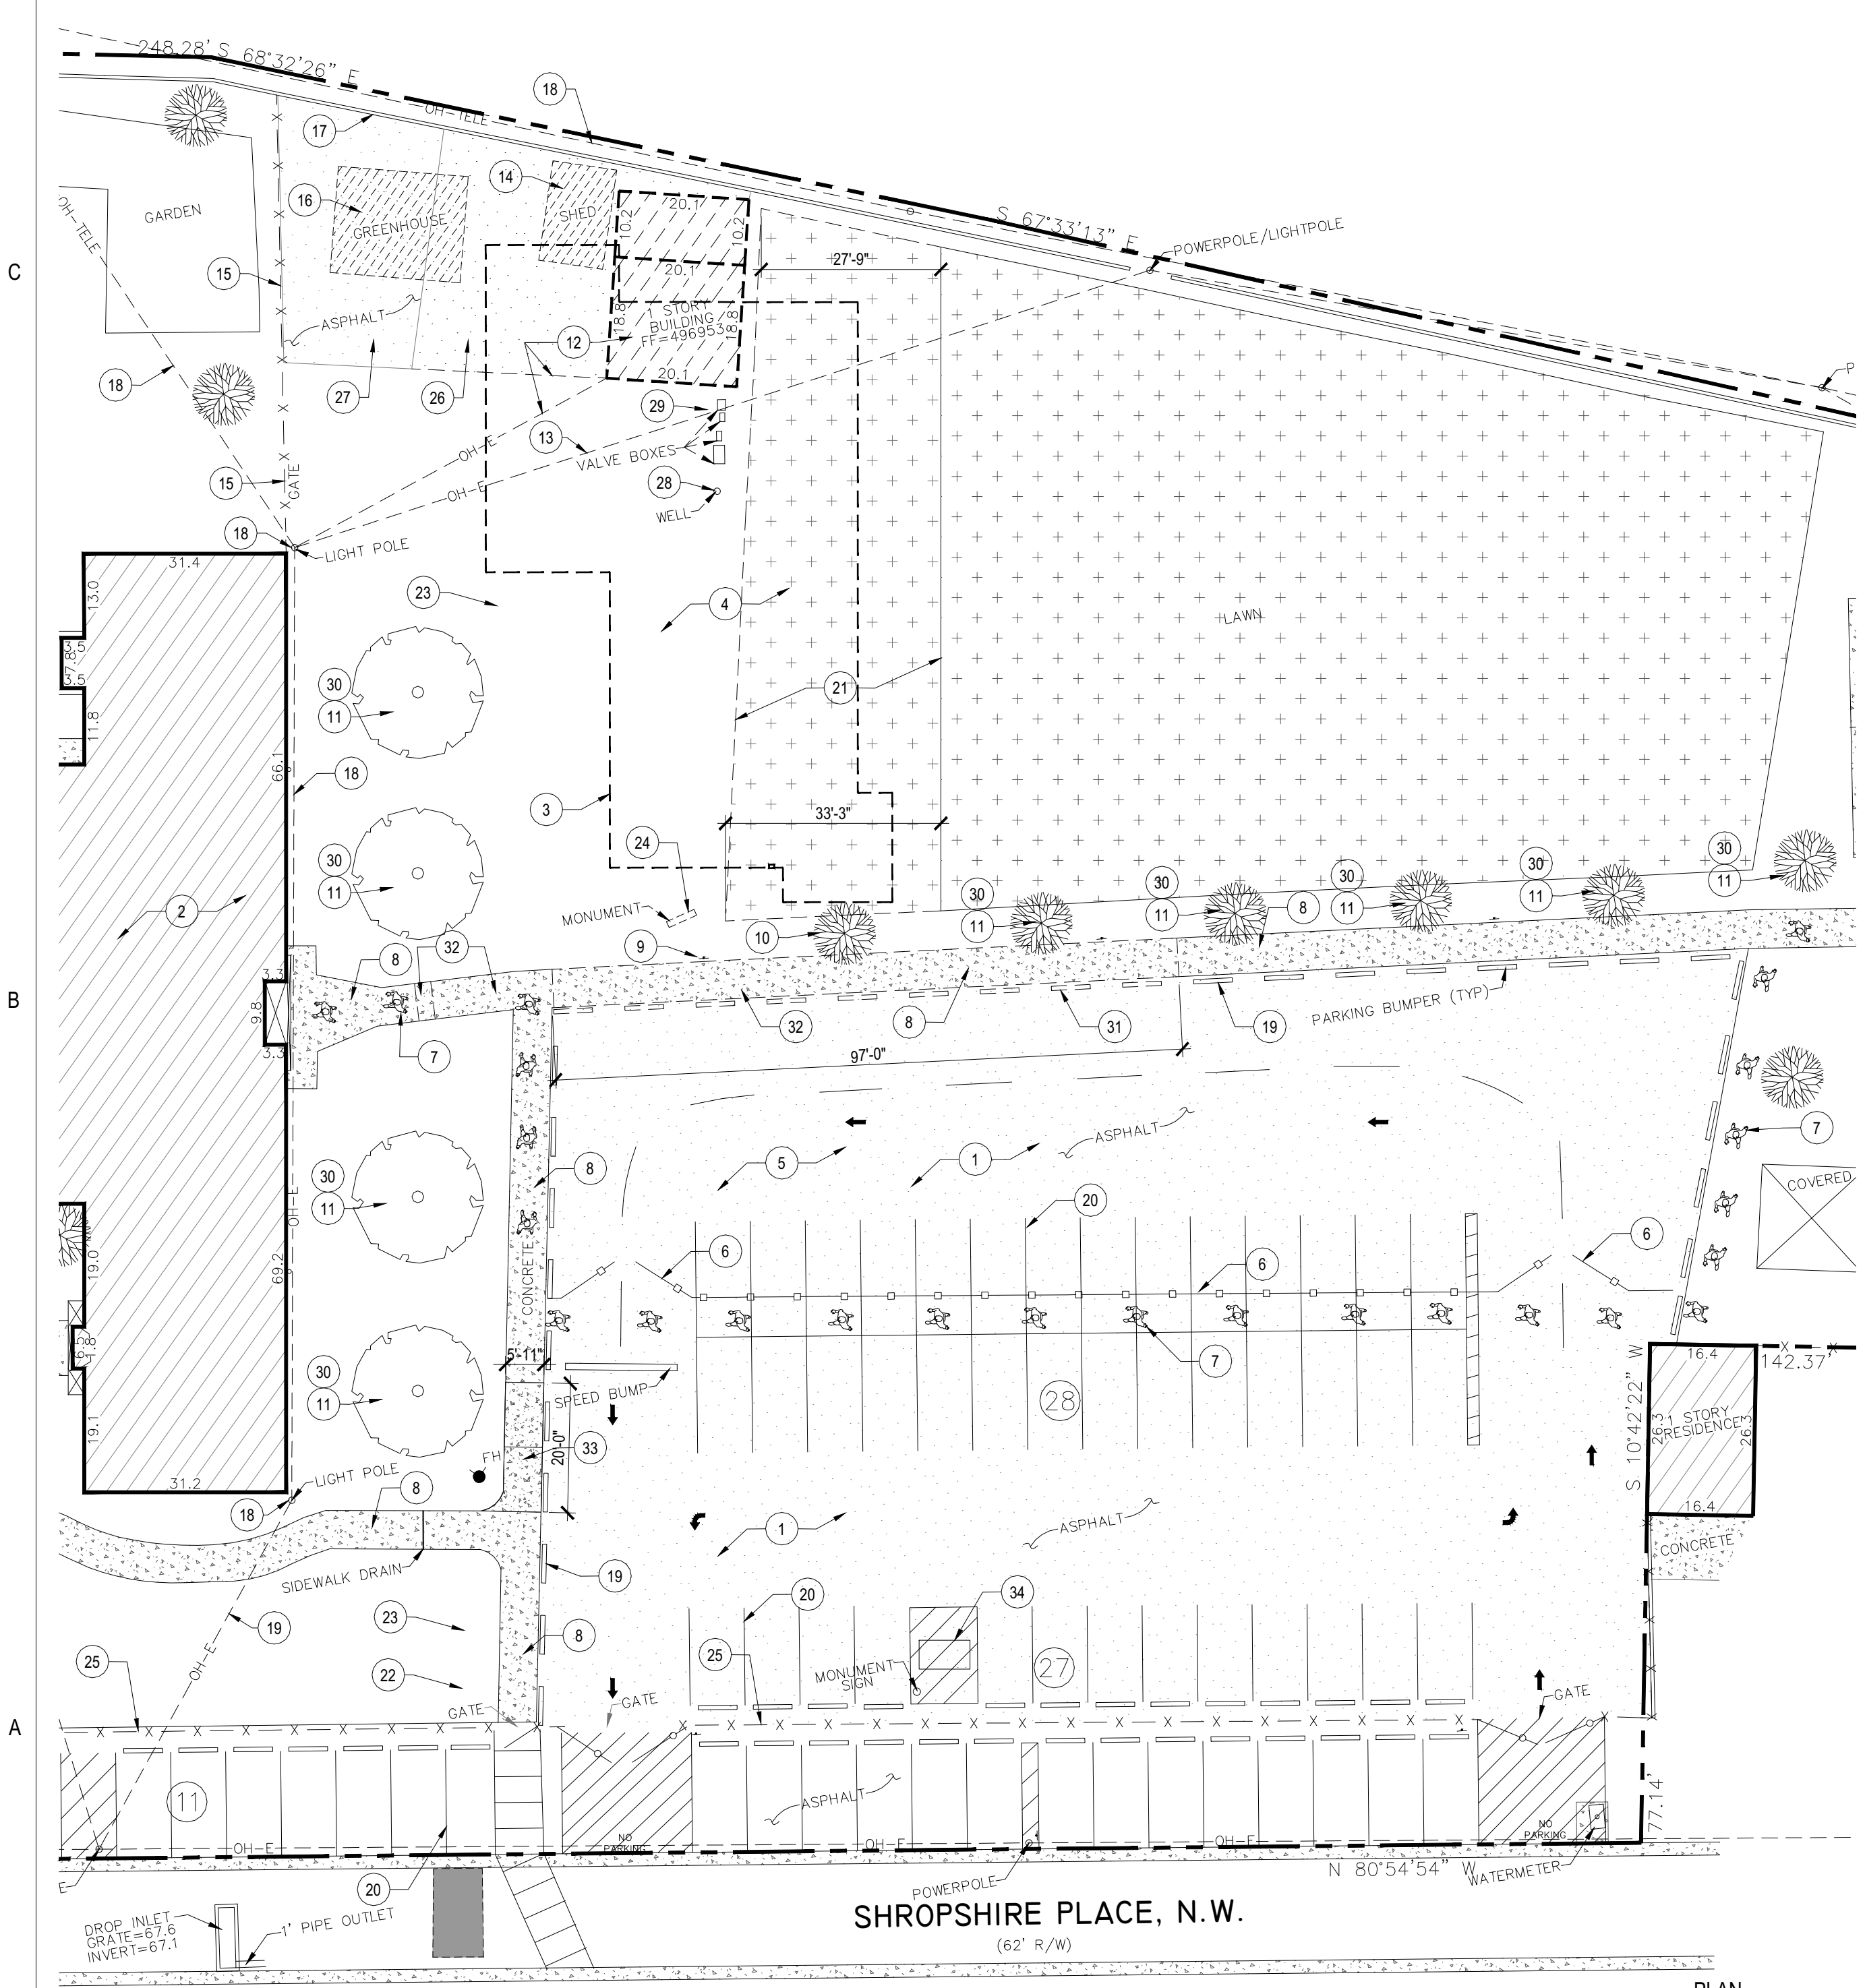 248.28' S 68°32'26" E
OH-TELE
18
17
14
16
GREENHOUSE
SHED
20.1
10.2
10.2
GARDEN
OH-TELE
S 67°33'13" E
POWERPOLE/LIGHTPOLE
C
15
27'-9"
20.1
ASPHALT
18.8
1 STORY
BUILDING
FF=496953
18.8
12
20.1
P
18
27
26
29
13
OH-E
VALVE BOXES
15
GATE
OH-E
28
WELL
18
LIGHT POLE
31.4
13.0
23
4
LAWN
3.5
7.8
3.5
30
11
21
11.8
66.1
18
3
33'-3"
24
30
11
30
11
30
11
30
11
30
11
30
11
2
MONUMENT
10
8
9
32
8
3.3
9.8
3.3
B
7
32
8
31
19
PARKING BUMPER (TYP)
97'-0"
ASPHALT
5
1
7
8
30
11
COVERED
20
OH-E
19.0
69.2
CONCRETE
6
6
6
6.5
1.8
5'-11"
7
SPEED BUMP
16.4
142.37'
S 10°42'22" W
28
30
11
20'-0"
33
FH
19.1
26.3
1 STORY
RESIDENCE
26.3
31.2
LIGHT POLE
18
8
1
ASPHALT
16.4
CONCRETE
SIDEWALK DRAIN
19
20
34
23
19
8
OH-E
25
22
25
MONUMENT
SIGN
27
GATE
GATE
GATE
A
11
ASPHALT
77.14'
NO
PARKING
NO
PARKING
OH-E
OH-E
OH-E
20
E
POWERPOLE
N 80°54'54" W
WATERMETER
SHROPSHIRE PLACE, N.W.
(62' R/W)
DROP INLET
GRATE=67.6
INVERT=67.1
1' PIPE OUTLET